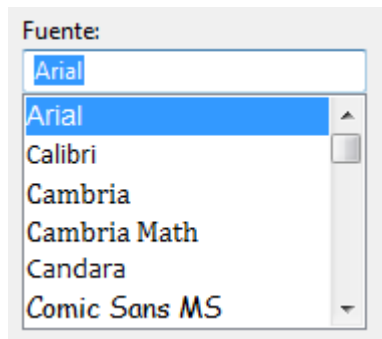 Fuente:
Arial
Arial
Calibri
Cambria
Cambria Math
Candara
Comic Sans MS